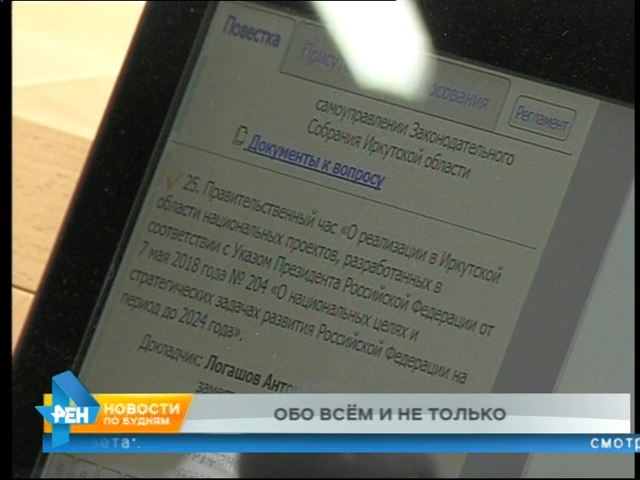 Повестка
Регламент
самоуправлении Законодательного
Собрания Иркутской области
Документы к вопросу
25. Правительственный час «О реализации в Иркутской
области национальных проектов, разработанных в
соответствии с Указом Президента Российской Федерации от
7 мая 2018 года № 204 «О национальных целях и
стратегических задачах развития Российской Федерации на
период до 2024 года».
Докладчик: Логашов
РЕН
НОВОСТИ
ПО БУДНЯМ
ОБО ВСЁМ И НЕ ТОЛЬКО